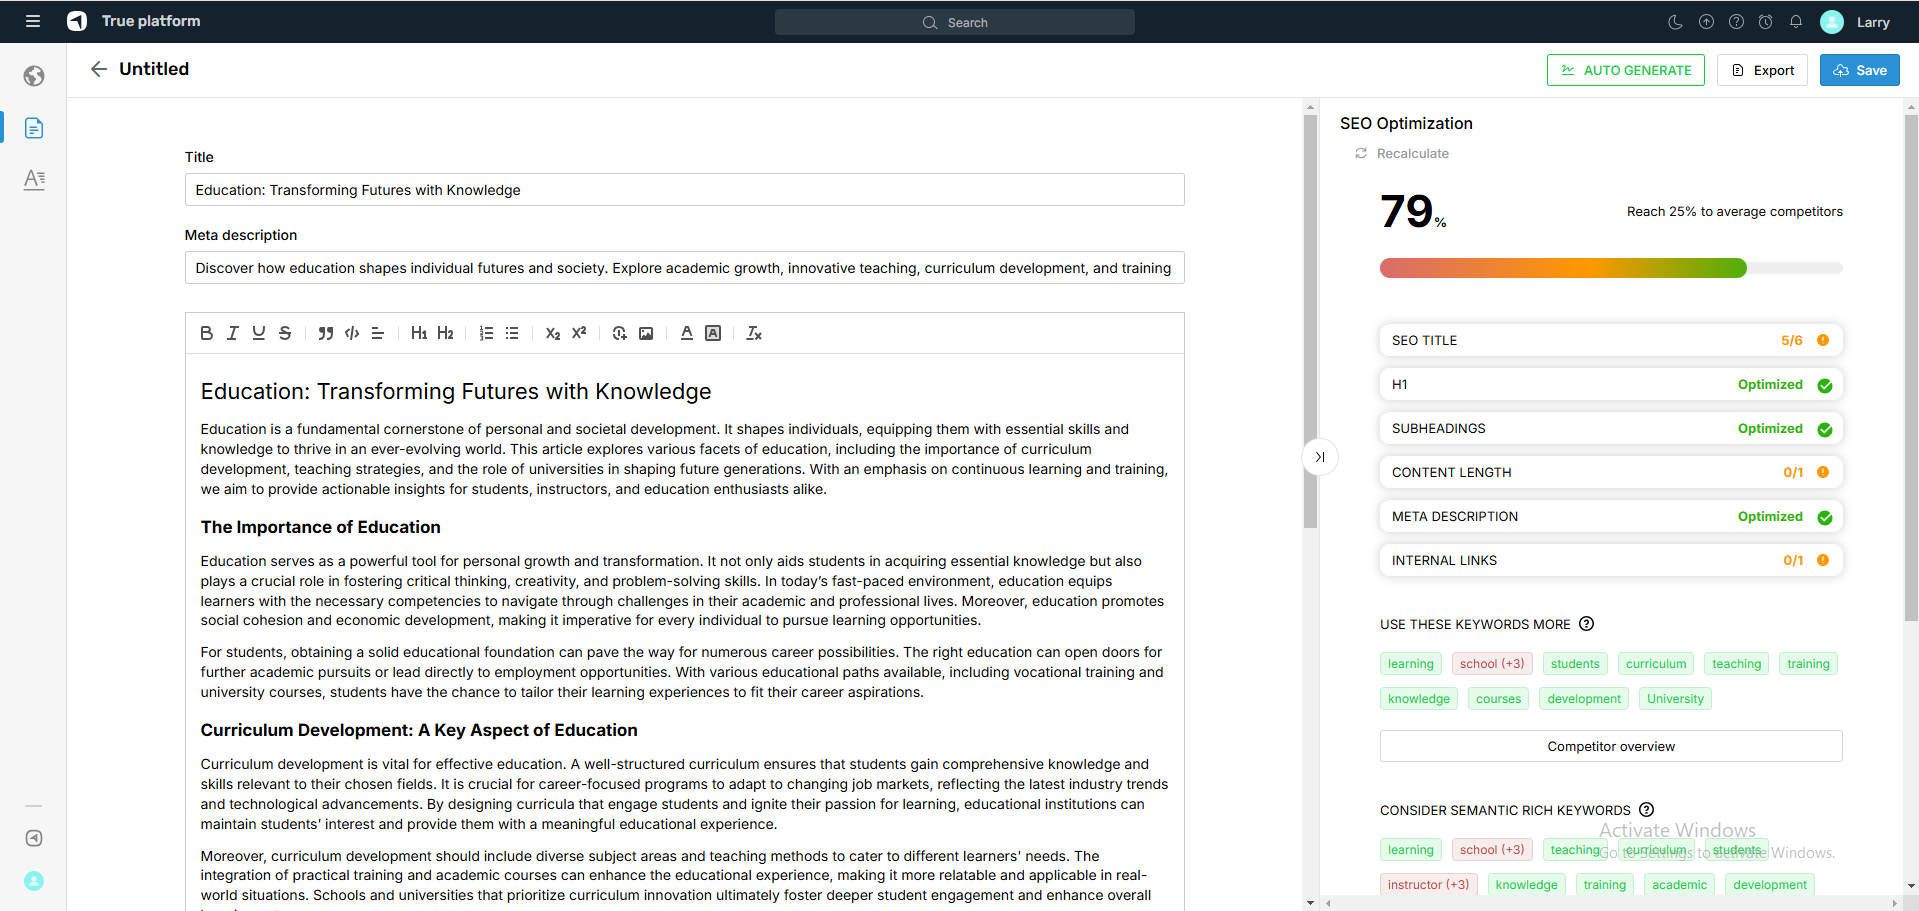 True platform
Search
Larry
Untitled
AUTO GENERATE
Export
Save
Title
Education: Transforming Futures with Knowledge
Meta description
Discover how education shapes individual futures and society. Explore academic growth, innovative teaching, curriculum development, and training
B I U S H1 H2 X2 X2 A A Tx
Education: Transforming Futures with Knowledge
Education is a fundamental cornerstone of personal and societal development. It shapes individuals, equipping them with essential skills and
knowledge to thrive in an ever-evolving world. This article explores various facets of education, including the importance of curriculum
development, teaching strategies, and the role of universities in shaping future generations. With an emphasis on continuous learning and training,
we aim to provide actionable insights for students, instructors, and education enthusiasts alike.
The Importance of Education
Education serves as a powerful tool for personal growth and transformation. It not only aids students in acquiring essential knowledge but also
plays a crucial role in fostering critical thinking, creativity, and problem-solving skills. In today's fast-paced environment, education equips
learners with the necessary competencies to navigate through challenges in their academic and professional lives. Moreover, education promotes
social cohesion and economic development, making it imperative for every individual to pursue learning opportunities.
For students, obtaining a solid educational foundation can pave the way for numerous career possibilities. The right education can open doors for
further academic pursuits or lead directly to employment opportunities. With various educational paths available, including vocational training and
university courses, students have the chance to tailor their learning experiences to fit their career aspirations.
Curriculum Development: A Key Aspect of Education
Curriculum development is vital for effective education. A well-structured curriculum ensures that students gain comprehensive knowledge and
skills relevant to their chosen fields. It is crucial for career-focused programs to adapt to changing job markets, reflecting the latest industry trends
and technological advancements. By designing curricula that engage students and ignite their passion for learning, educational institutions can
maintain students' interest and provide them with a meaningful educational experience.
Moreover, curriculum development should include diverse subject areas and teaching methods to cater to different learners' needs. The
integration of practical training and academic courses can enhance the educational experience, making it more relatable and applicable in real-
world situations. Schools and universities that prioritize curriculum innovation ultimately foster deeper student engagement and enhance overall
SEO Optimization
Recalculate
79%
Reach 25% to average competitors
SEO TITLE 5/6
H1 Optimized
SUBHEADINGS Optimized
CONTENT LENGTH 0/1
META DESCRIPTION Optimized
INTERNAL LINKS 0/1
USE THESE KEYWORDS MORE
learning school (+3) students curriculum teaching training
knowledge courses development University
Competitor overview
CONSIDER SEMANTIC RICH KEYWORDS
learning school (+3) teaching curriculum students
instructor (+3) knowledge training academic development
Activate Windows
Go to Settings to activate Windows.